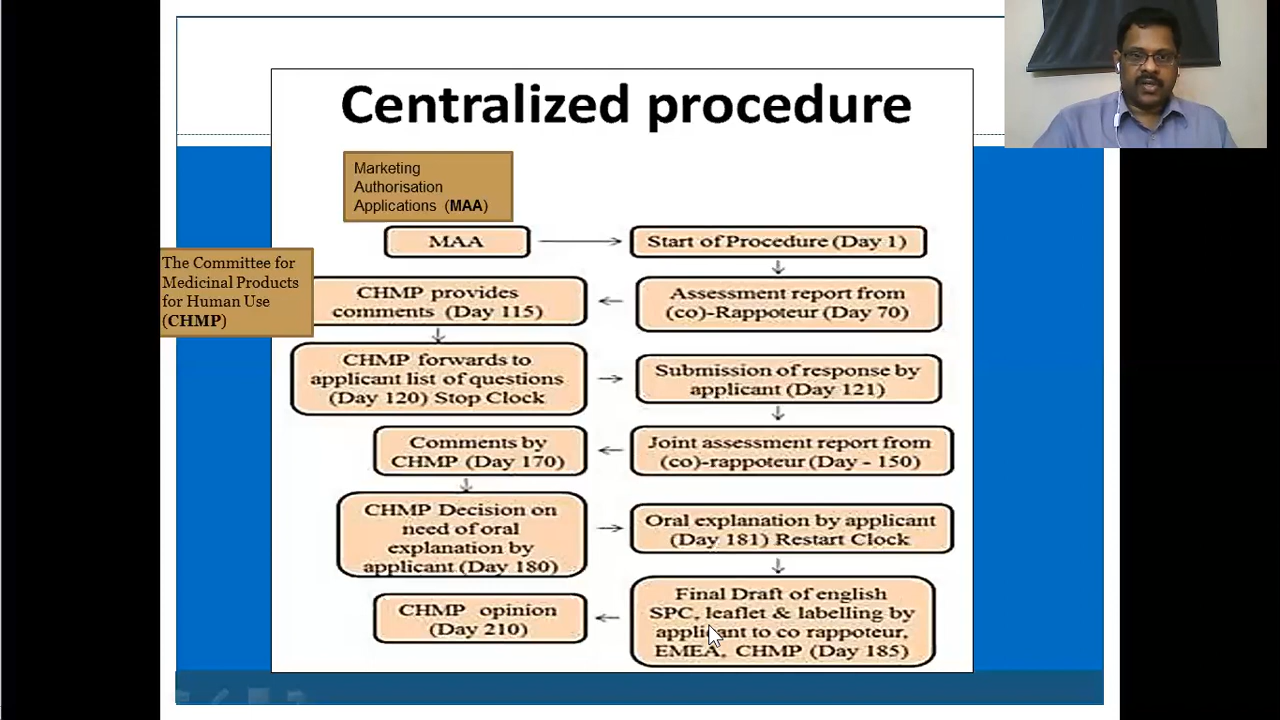 Centralized procedure
Marketing
Authorisation
Applications (MAA)
MAA
Start of Procedure (Day 1)
The Committee for
Medicinal Products
for Human Use
(CHMP)
CHMP provides
comments (Day 115)
Assessment report from
(co)-Rappoteur (Day 70)
CHMP forwards to
applicant list of questions
(Day 120) Stop Clock
Submission of response by
applicant (Day 121)
Comments by
CHMP (Day 170)
Joint assessment report from
(co)-rappoteur (Day - 150)
CHMP Decision on
need of oral
explanation by
applicant (Day 180)
Oral explanation by applicant
(Day 181) Restart Clock
CHMP opinion
(Day 210)
Final Draft of english
SPC, leaflet & labelling by
applicant to co rappoteur,
EMEA, CHMP (Day 185)